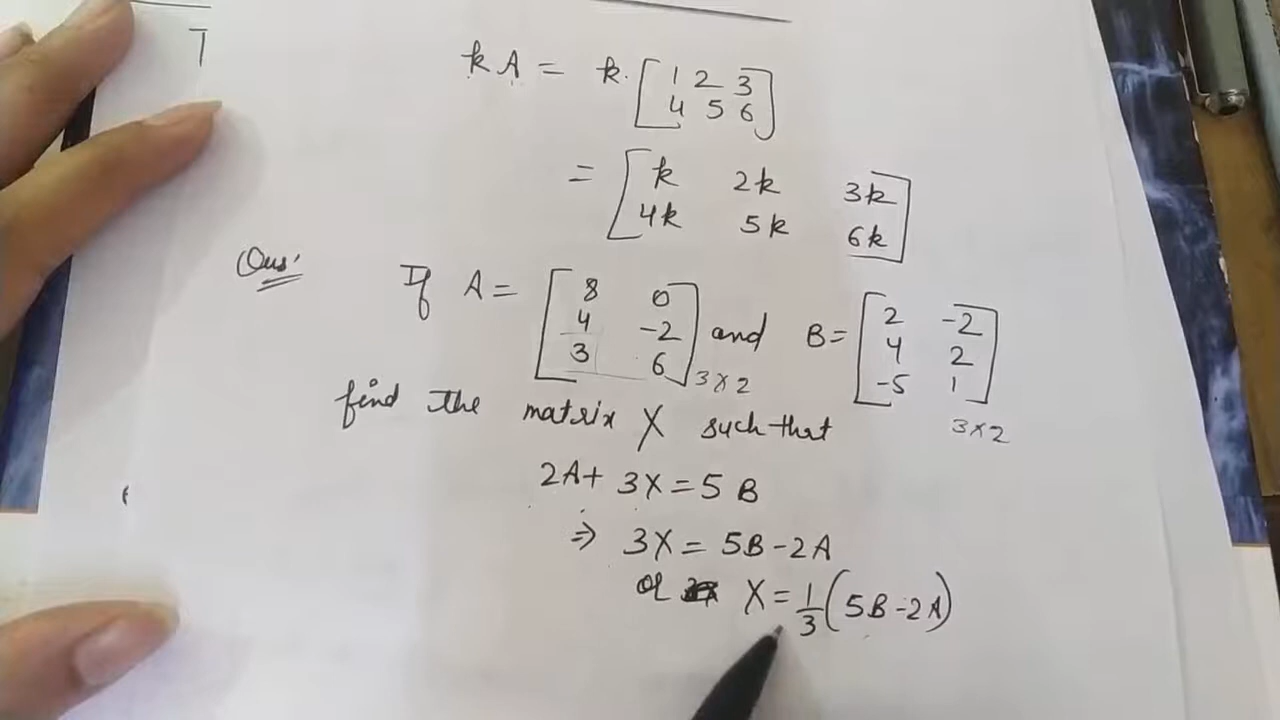 7
kA = k. [1 2 3
4 5 6]
= [k 2k 3k
4k 5k 6k]
Ques:
If A = [8 0
4 -2
3 6]3×2 and B = [2 -2
4 2
-5 1]3×2
find the matrix X such that
2A + 3X = 5B
⇒ 3X = 5B - 2A
or X = 1/3 (5B - 2A)